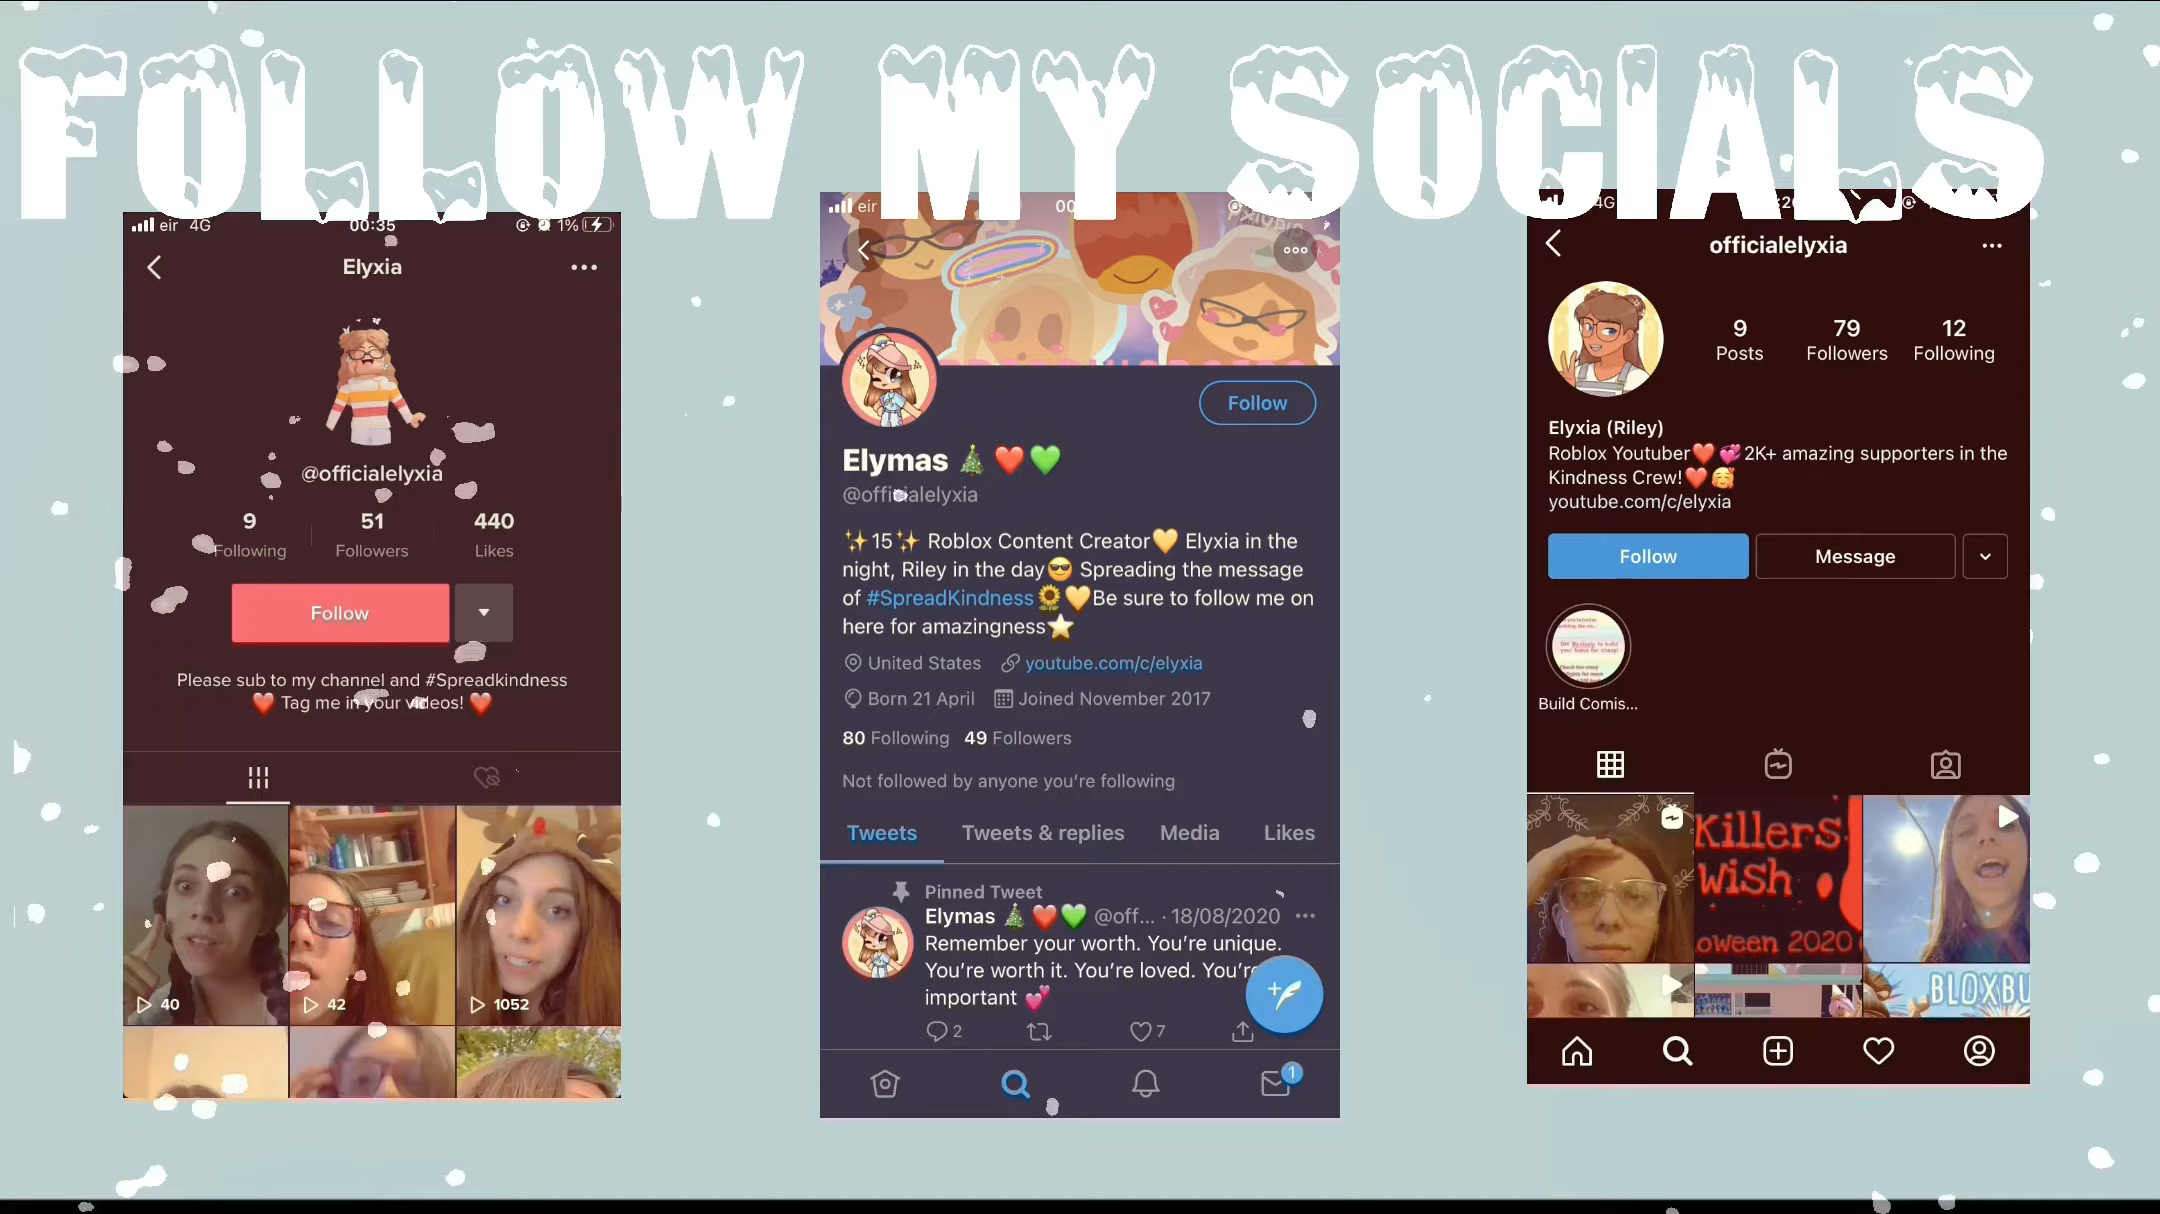 FOLLOW MY SOCIALS
eir 4G 00:35 1%
Elyxia
@officialelyxia
9 51 440
Following Followers Likes
Follow
Please sub to my channel and #Spreadkindness
❤️ Tag me in your videos! ❤️
40 42 1052
eir
Follow
Elymas 🎄❤️💚
@officialelyxia
✨15✨ Roblox Content Creator💛 Elyxia in the
night, Riley in the day😎 Spreading the message
of #SpreadKindness🌻💛Be sure to follow me on
here for amazingness⭐
United States youtube.com/c/elyxia
Born 21 April Joined November 2017
80 Following 49 Followers
Not followed by anyone you’re following
Tweets Tweets & replies Media Likes
Pinned Tweet
Elymas 🎄❤️💚 @off... · 18/08/2020
Remember your worth. You’re unique.
You’re worth it. You’re loved. You’re
important 💕
2 7
1
4G
officialelyxia
9 79 12
Posts Followers Following
Elyxia (Riley)
Roblox Youtuber❤️💞2K+ amazing supporters in the
Kindness Crew!❤️🥰
youtube.com/c/elyxia
Follow Message
Build Comis...
Killers
Wish
oween 2020
BLOXBU